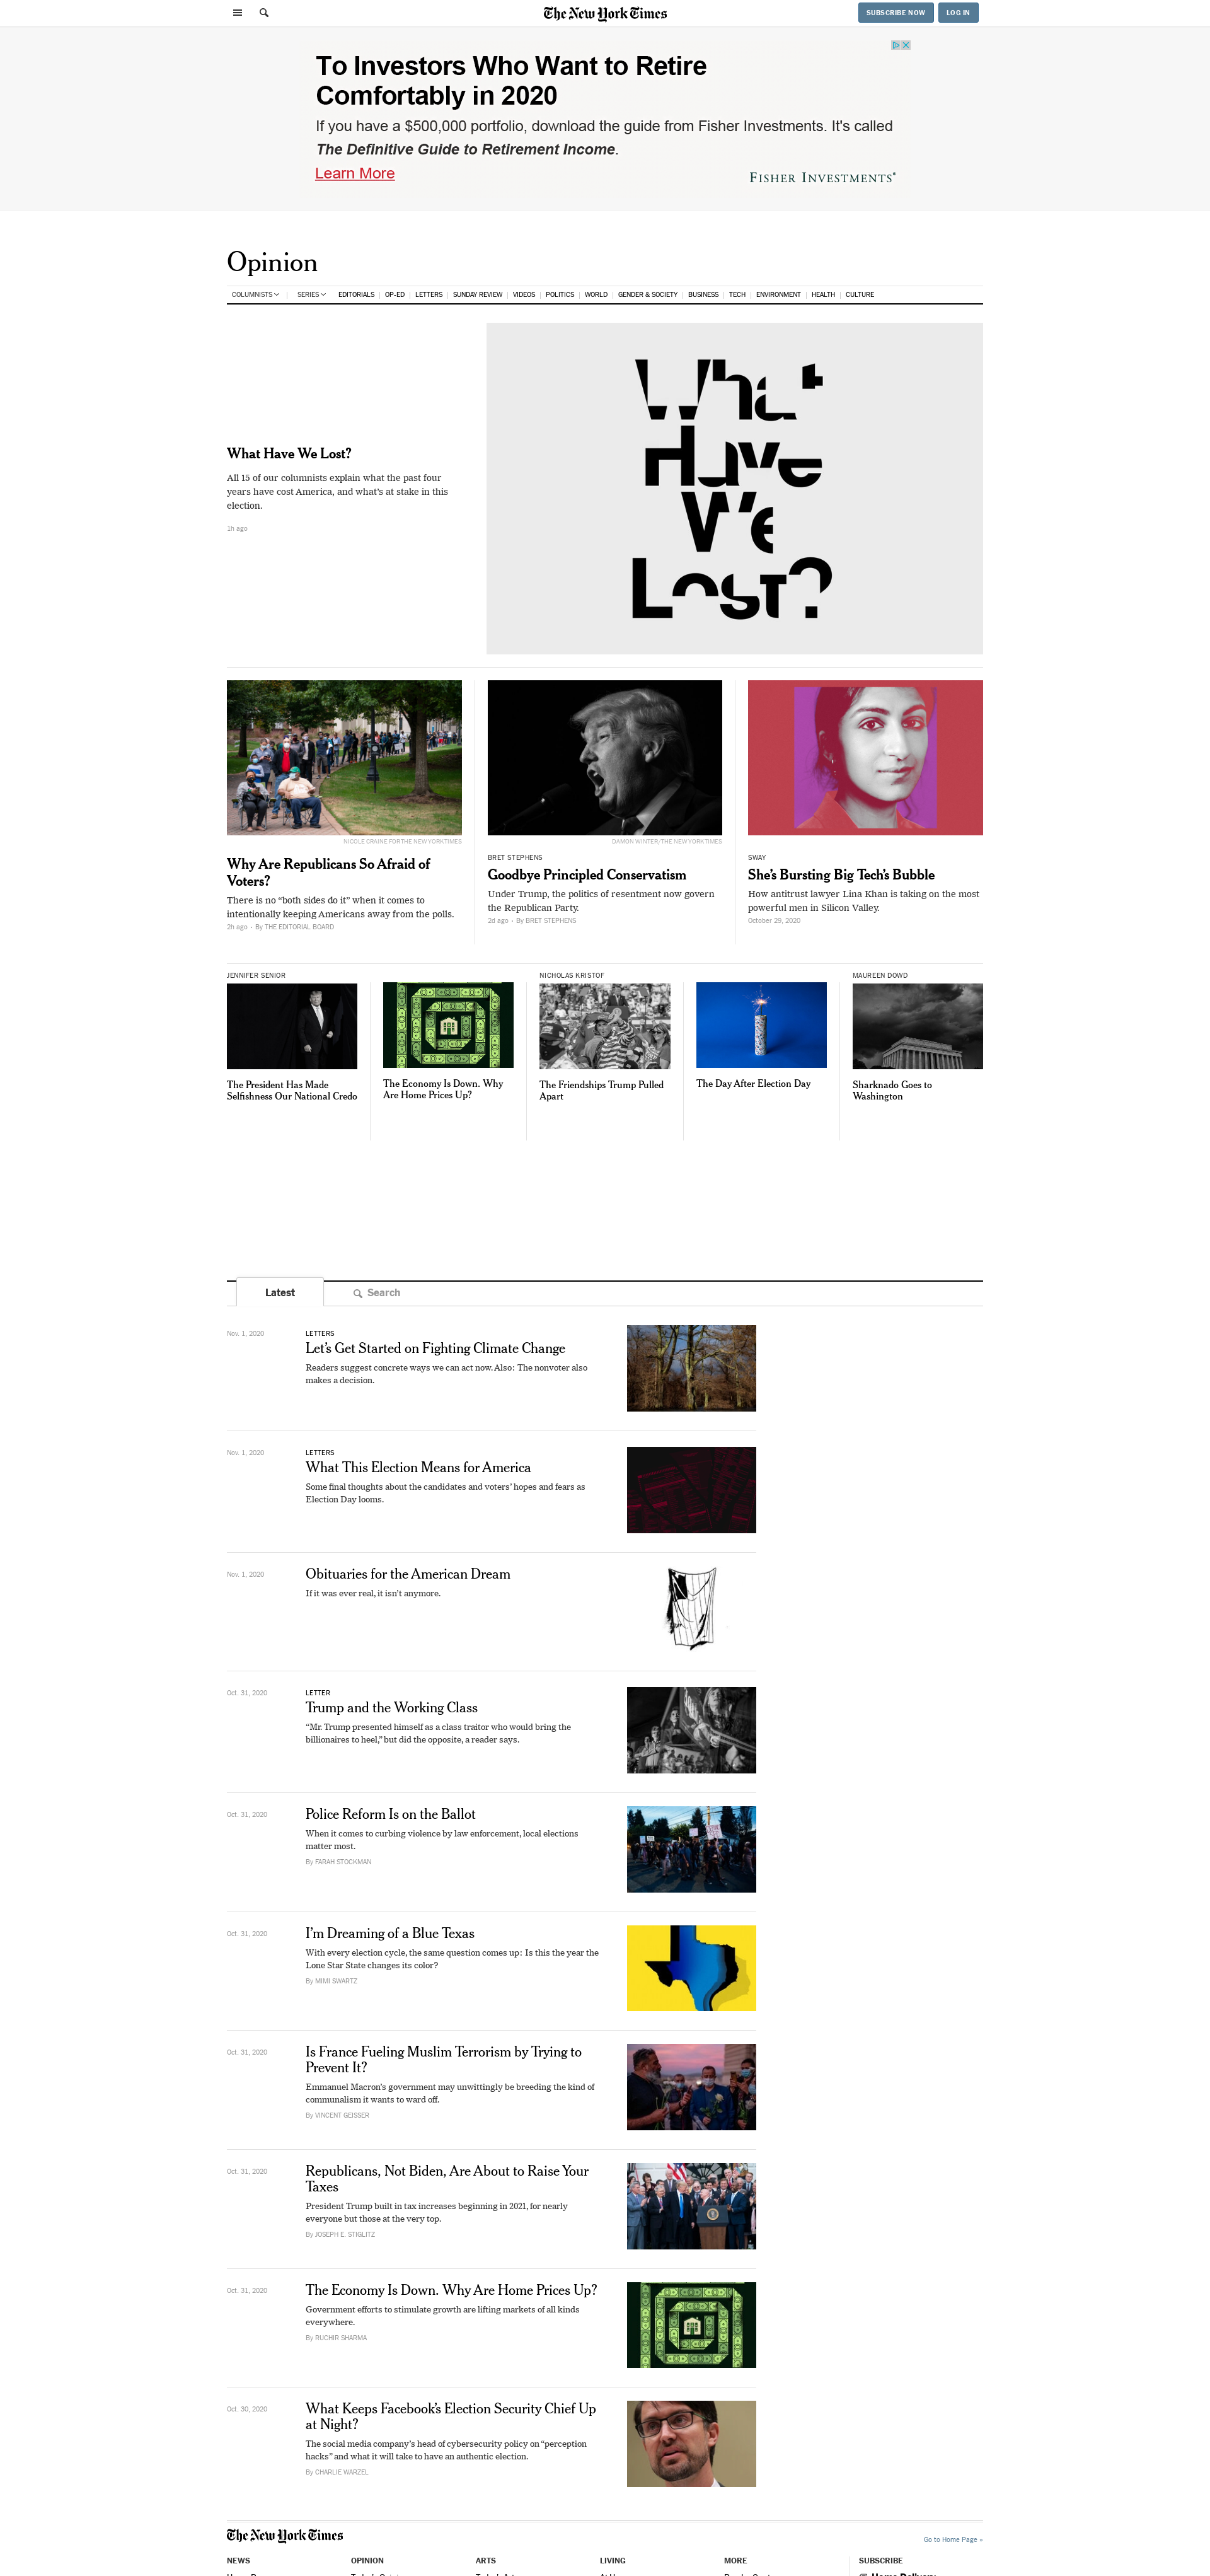 The New York Times
SUBSCRIBE NOW
LOG IN
To Investors Who Want to Retire
Comfortably in 2020
If you have a $500,000 portfolio, download the guide from Fisher Investments. It's called
The Definitive Guide to Retirement Income.
Learn More
FISHER INVESTMENTS®
Opinion
COLUMNISTS | SERIES EDITORIALS | OP-ED | LETTERS | SUNDAY REVIEW | VIDEOS | POLITICS | WORLD | GENDER & SOCIETY | BUSINESS | TECH | ENVIRONMENT | HEALTH | CULTURE
What Have We Lost?
All 15 of our columnists explain what the past four
years have cost America, and what's at stake in this
election.
1h ago
What
Have
We
Lost?
NICOLE CRAINE FOR THE NEW YORK TIMES
Why Are Republicans So Afraid of
Voters?
There is no “both sides do it” when it comes to
intentionally keeping Americans away from the polls.
2h ago • By THE EDITORIAL BOARD
DAMON WINTER/THE NEW YORK TIMES
BRET STEPHENS
Goodbye Principled Conservatism
Under Trump, the politics of resentment now govern
the Republican Party.
2d ago • By BRET STEPHENS
SWAY
She’s Bursting Big Tech’s Bubble
How antitrust lawyer Lina Khan is taking on the most
powerful men in Silicon Valley.
October 29, 2020
JENNIFER SENIOR
The President Has Made
Selfishness Our National Credo
The Economy Is Down. Why
Are Home Prices Up?
NICHOLAS KRISTOF
The Friendships Trump Pulled
Apart
The Day After Election Day
MAUREEN DOWD
Sharknado Goes to
Washington
Latest
Search
Nov. 1, 2020
LETTERS
Let’s Get Started on Fighting Climate Change
Readers suggest concrete ways we can act now. Also: The nonvoter also
makes a decision.
Nov. 1, 2020
LETTERS
What This Election Means for America
Some final thoughts about the candidates and voters’ hopes and fears as
Election Day looms.
Nov. 1, 2020
Obituaries for the American Dream
If it was ever real, it isn’t anymore.
Oct. 31, 2020
LETTER
Trump and the Working Class
“Mr. Trump presented himself as a class traitor who would bring the
billionaires to heel,” but did the opposite, a reader says.
Oct. 31, 2020
Police Reform Is on the Ballot
When it comes to curbing violence by law enforcement, local elections
matter most.
By FARAH STOCKMAN
Oct. 31, 2020
I’m Dreaming of a Blue Texas
With every election cycle, the same question comes up: Is this the year the
Lone Star State changes its color?
By MIMI SWARTZ
Oct. 31, 2020
Is France Fueling Muslim Terrorism by Trying to
Prevent It?
Emmanuel Macron’s government may unwittingly be breeding the kind of
communalism it wants to ward off.
By VINCENT GEISSER
Oct. 31, 2020
Republicans, Not Biden, Are About to Raise Your
Taxes
President Trump built in tax increases beginning in 2021, for nearly
everyone but those at the very top.
By JOSEPH E. STIGLITZ
Oct. 31, 2020
The Economy Is Down. Why Are Home Prices Up?
Government efforts to stimulate growth are lifting markets of all kinds
everywhere.
By RUCHIR SHARMA
Oct. 30, 2020
What Keeps Facebook’s Election Security Chief Up
at Night?
The social media company’s head of cybersecurity policy on “perception
hacks” and what it will take to have an authentic election.
By CHARLIE WARZEL
The New York Times
Go to Home Page »
NEWS
OPINION
ARTS
LIVING
MORE
SUBSCRIBE